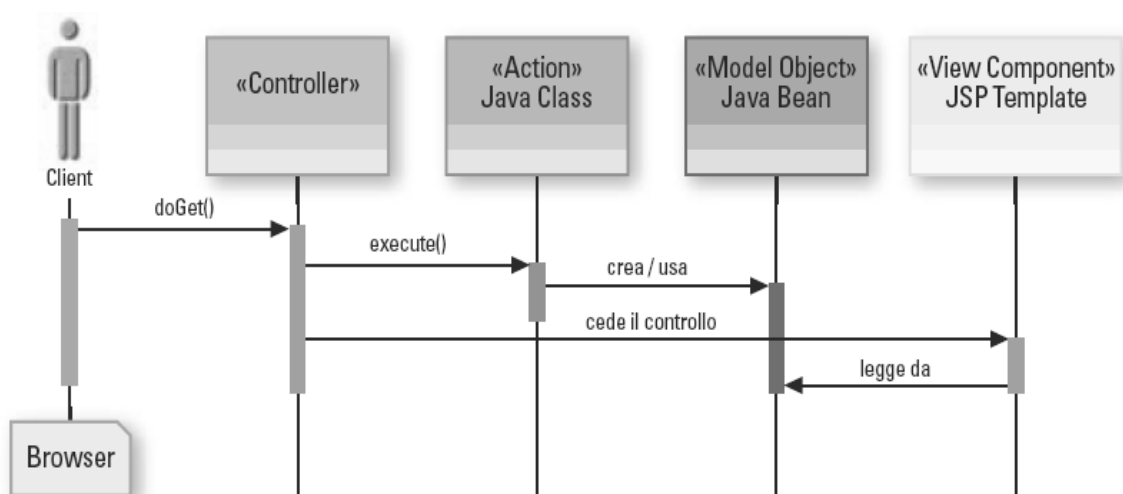 «Controller»
«Action»
Java Class
«Model Object»
Java Bean
«View Component»
JSP Template
Client
doGet()
execute()
crea / usa
cede il controllo
legge da
Browser